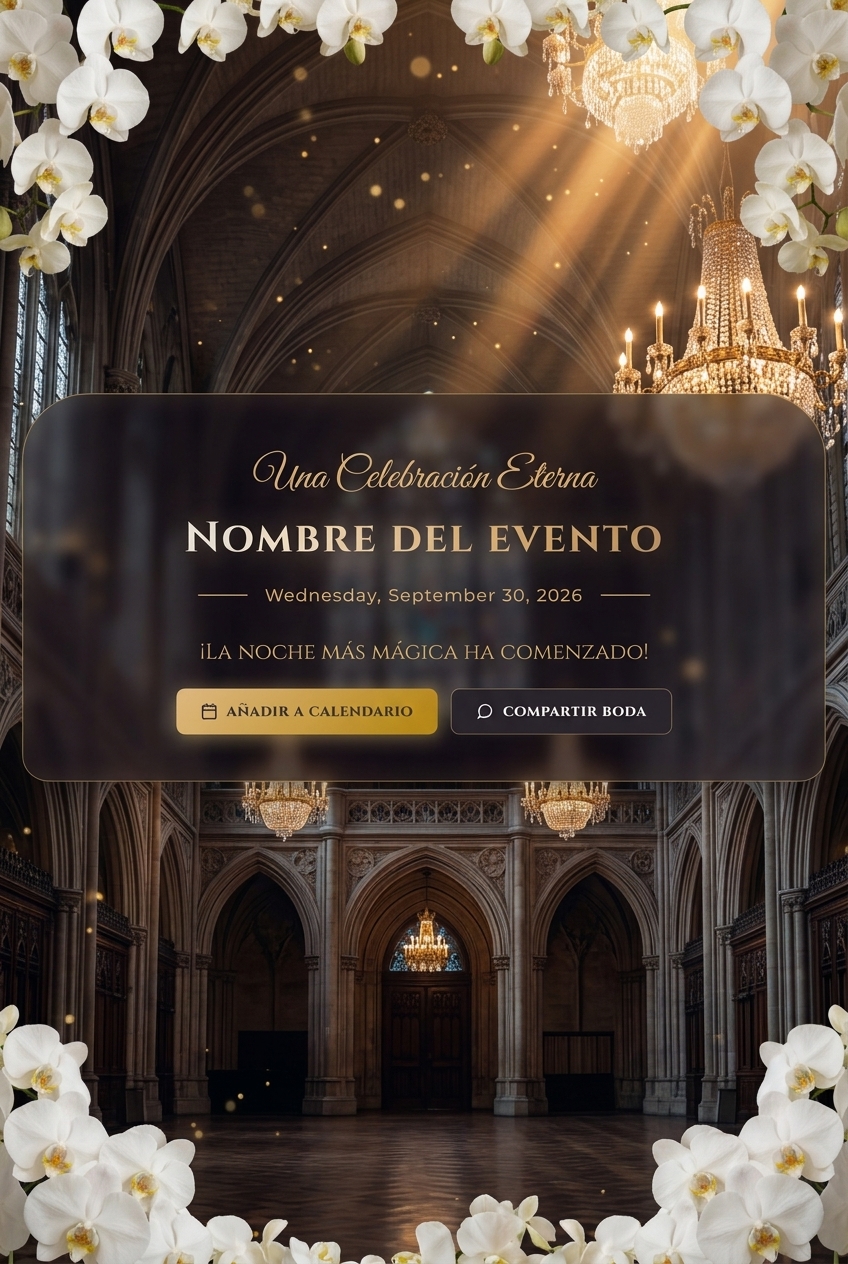 Una Celebración Eterna
Nombre del evento
Wednesday, September 30, 2026
¡La noche más mágica ha comenzado!
AÑADIR A CALENDARIO
COMPARTIR BODA